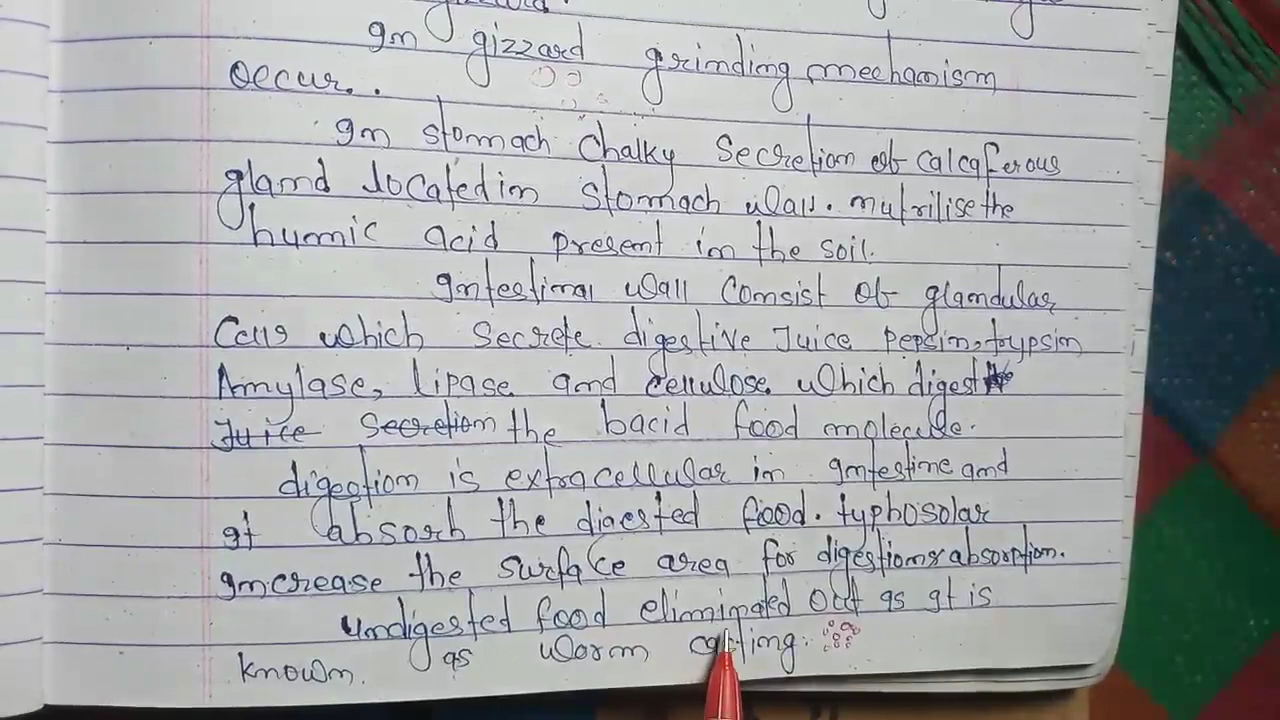 In gizzard grinding mechanism
occur..
In stomach Chalky Secretion of calcaferous
gland located in stomach wall. nutrilise the
humic acid present in the soil.
Intestinal wall Consist of glandular
Cells which secrete digestive Juice Pepsin, trypsin
Amylase, lipase and cellulose which digest
Juice Secretion the bacid food molecule.
digestion is extracellular in Intestine and
It absorb the digested food. typhosolar
Increase the surface area for digestion & absorption.
Undigested food eliminated out as It is
known as worm casting.